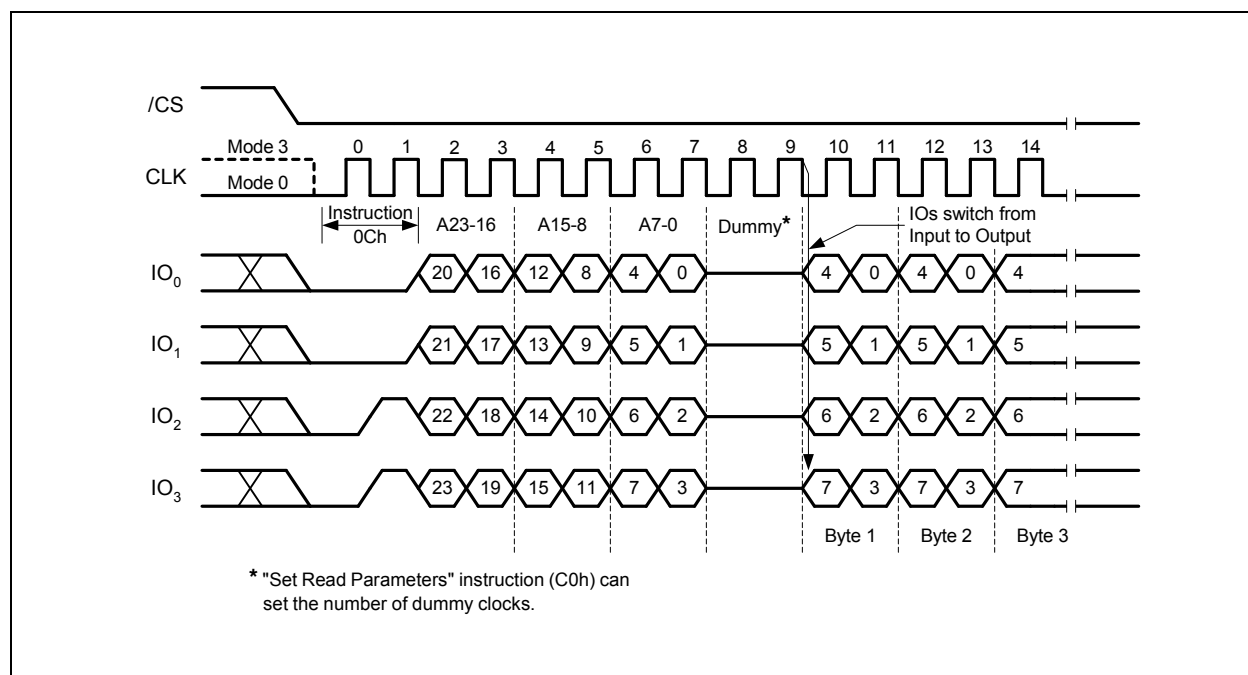 /CS
Mode 3 0 1 2 3 4 5 6 7 8 9 10 11 12 13 14
CLK
Mode 0
Instruction
0Ch
A23-16 A15-8 A7-0 Dummy*
IOs switch from
Input to Output
IO0 20 16 12 8 4 0 4 0 4 0 4
IO1 21 17 13 9 5 1 5 1 5 1 5
IO2 22 18 14 10 6 2 6 2 6 2 6
IO3 23 19 15 11 7 3 7 3 7 3 7
Byte 1 Byte 2 Byte 3
* "Set Read Parameters" instruction (C0h) can
set the number of dummy clocks.